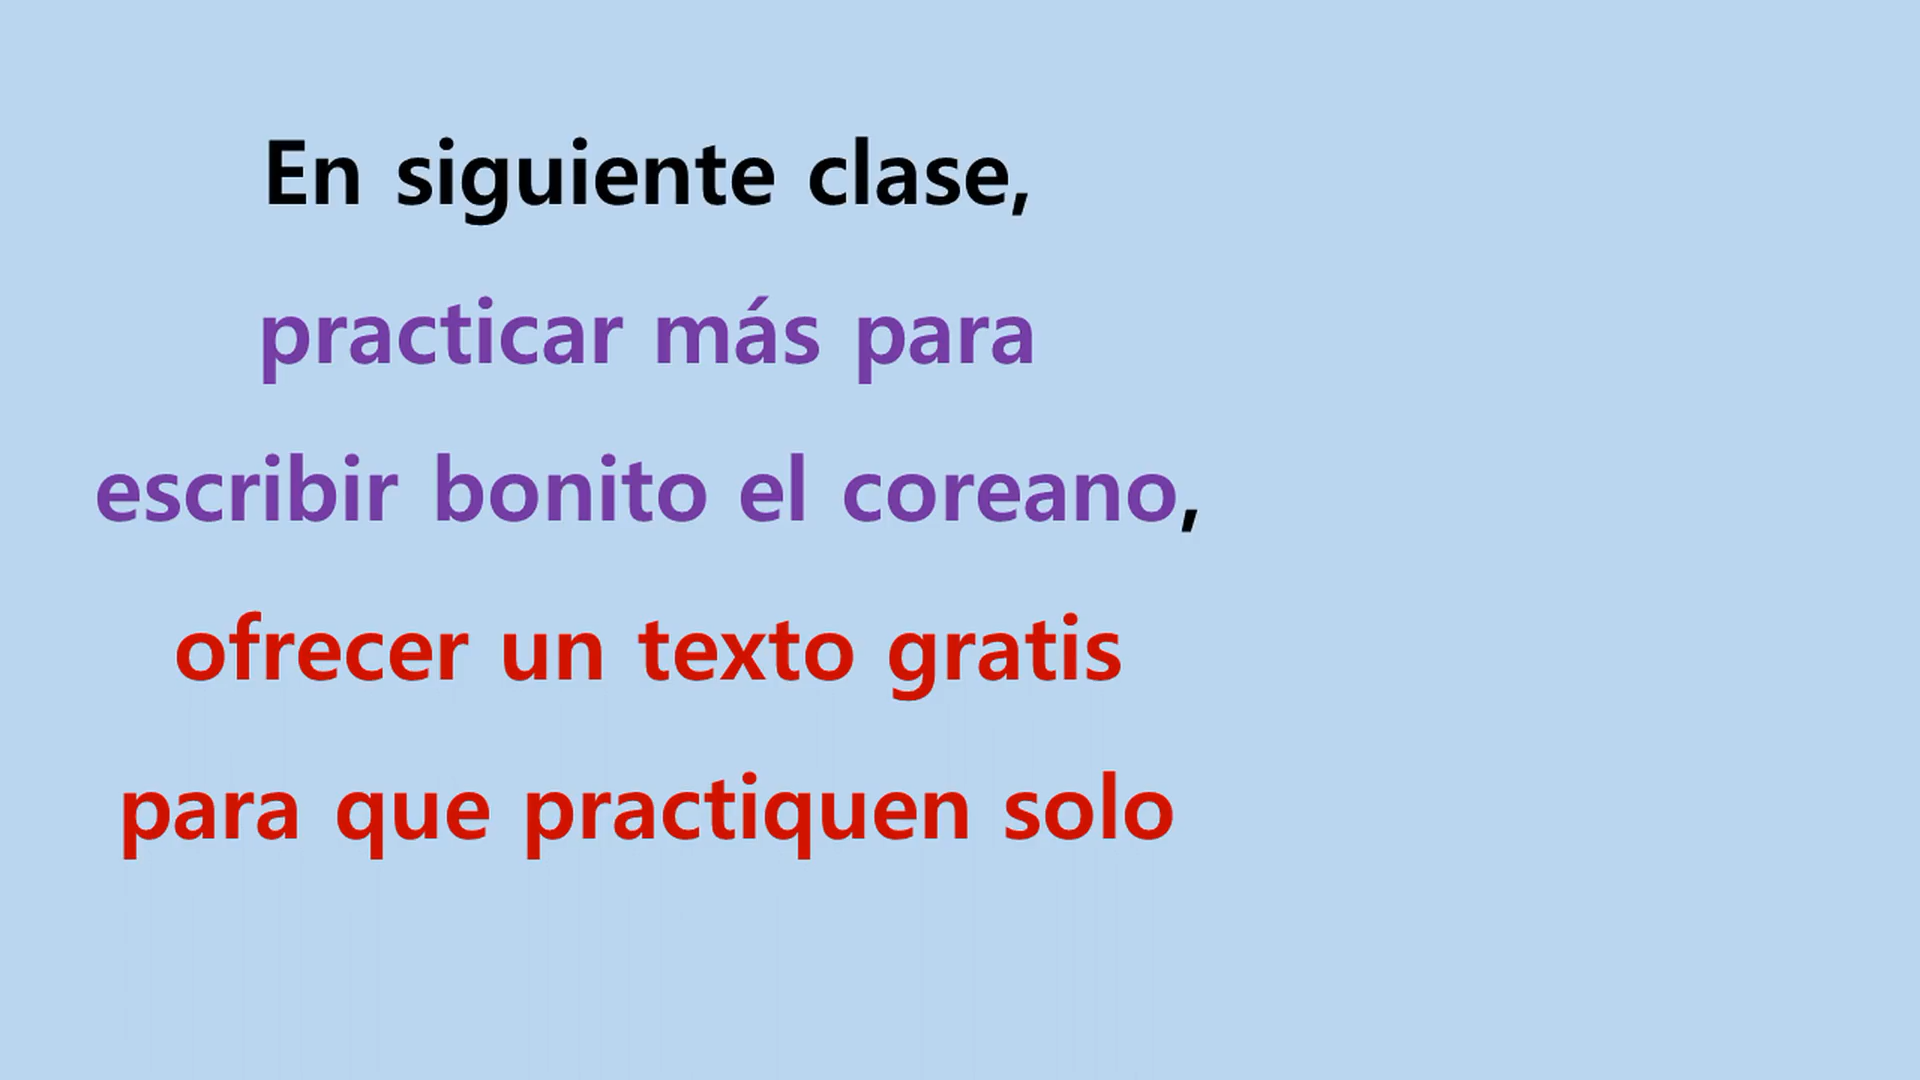 En siguiente clase,
practicar más para
escribir bonito el coreano,
ofrecer un texto gratis
para que practiquen solo